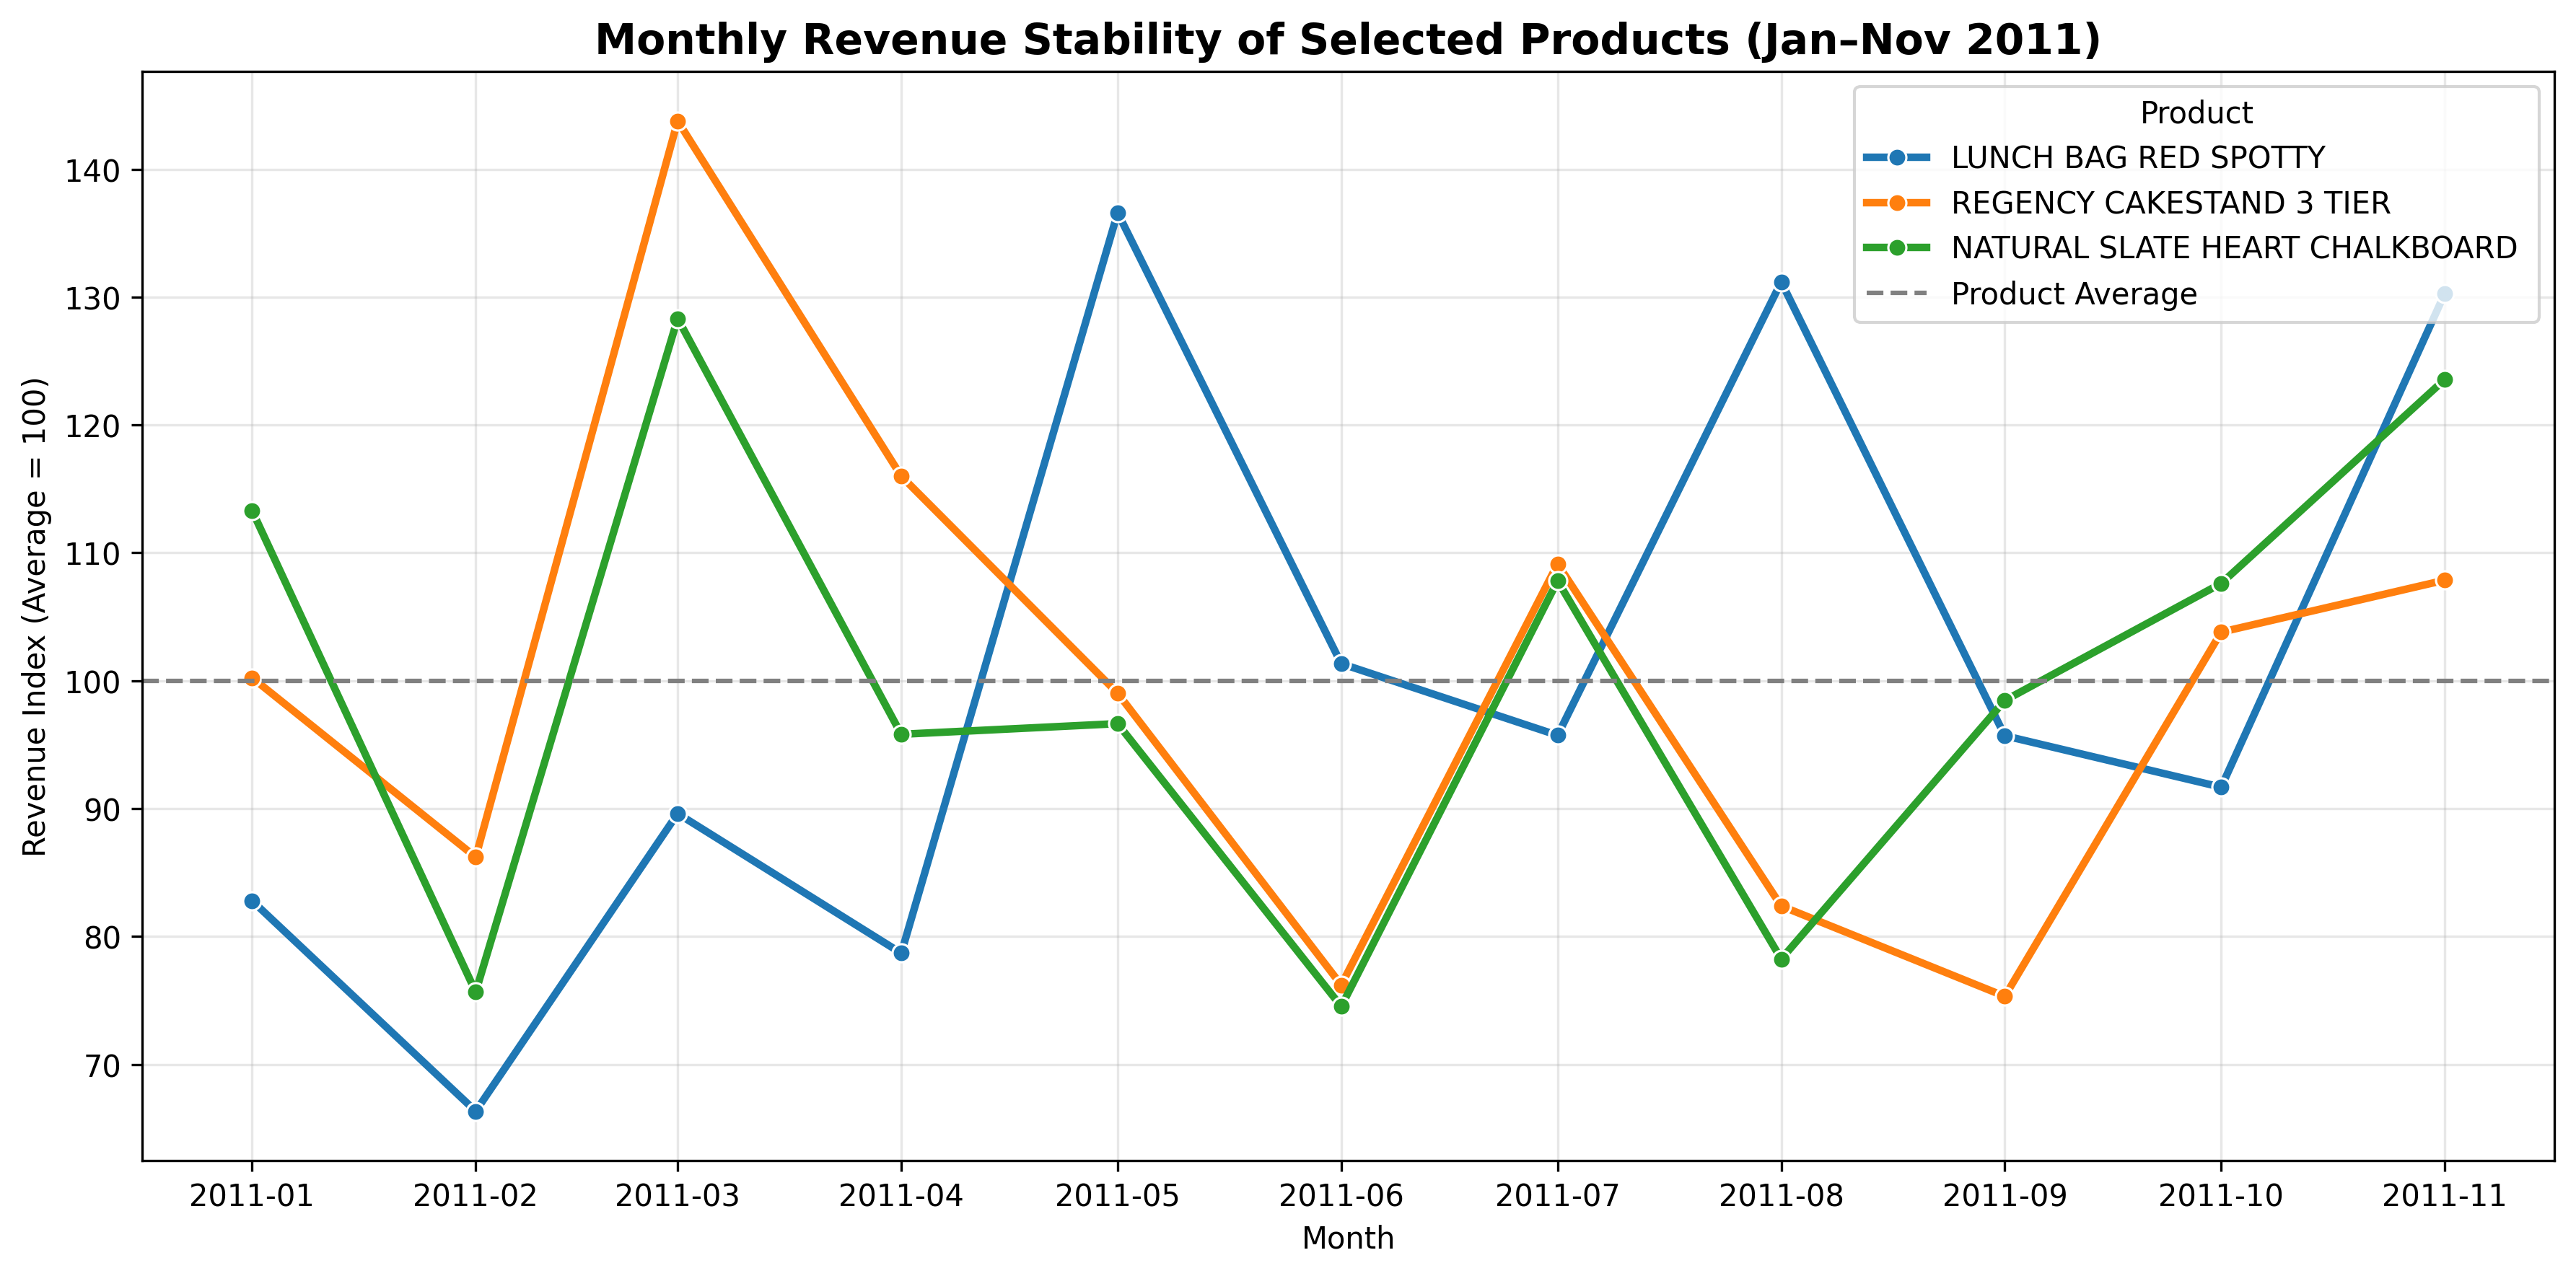 Monthly Revenue Stability of Selected Products (Jan–Nov 2011)
Product
LUNCH BAG RED SPOTTY
REGENCY CAKESTAND 3 TIER
NATURAL SLATE HEART CHALKBOARD
Product Average
Revenue Index (Average = 100)
140
130
120
110
100
90
80
70
2011-01 2011-02 2011-03 2011-04 2011-05 2011-06 2011-07 2011-08 2011-09 2011-10 2011-11
Month